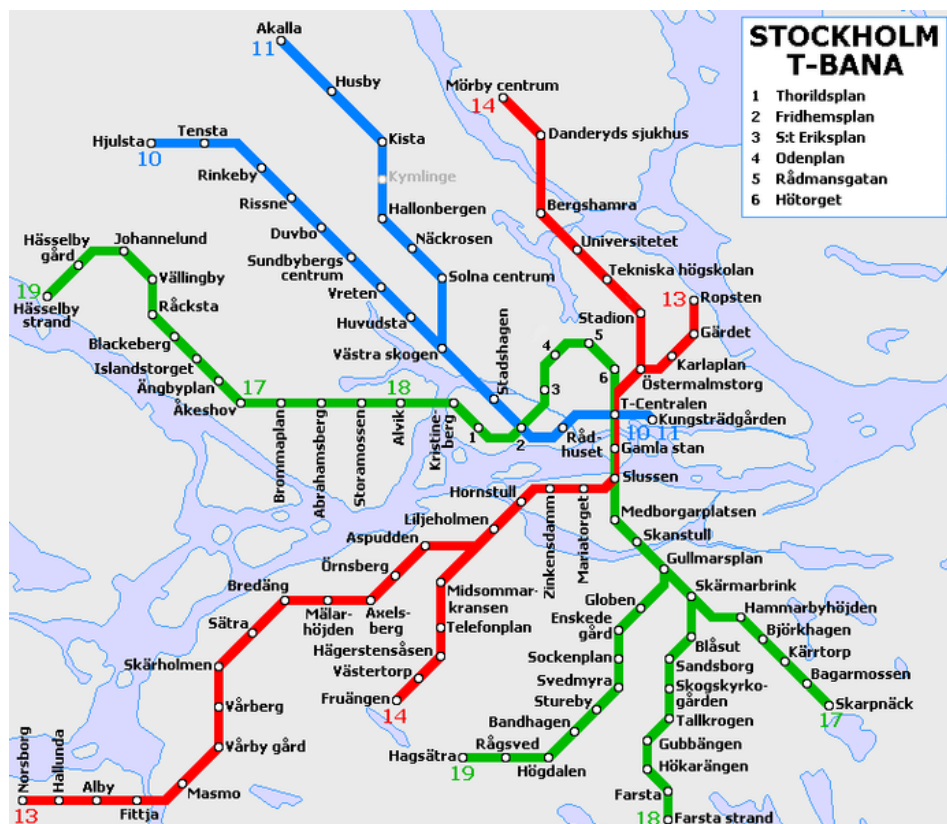 STOCKHOLM
T-BANA
1 Thorildsplan
2 Fridhemsplan
3 S:t Eriksplan
4 Odenplan
5 Rådmansgatan
6 Hötorget
Akalla
11
Husby
Kista
Kymlinge
Hallonbergen
Näckrosen
Solna centrum
Mörby centrum
14
Danderyds sjukhus
Bergshamra
Universitetet
Tekniska högskolan
Stadion
13
Ropsten
Gärdet
Karlaplan
Östermalmstorg
Hjulsta
10
Tensta
Rinkeby
Rissne
Duvbo
Sundbybergs
centrum
Vreten
Huvudsta
Västra skogen
Stadshagen
Hässelby
gård
Johannelund
19
Hässelby
strand
Vällingby
Råcksta
Blackeberg
Islandstorget
Ängbyplan
Åkeshov
17
Brommaplan
Abrahamsberg
Storamossen
18
Alvik
Kristine-
berg
1
2
3
4
5
6
Råd-
huset
T-Centralen
Kungsträdgården
10 11
Gamla stan
Slussen
Hornstull
Zinkensdamm
Mariatorget
Liljeholmen
Aspudden
Örnsberg
Axels-
berg
Mälar-
höjden
Bredäng
Sätra
Skärholmen
Vårberg
Vårby gård
Masmo
Fittja
Alby
Hallunda
Norsborg
13
Midsommar-
kransen
Telefonplan
Hägerstensåsen
Västertorp
Fruängen
14
Medborgarplatsen
Skanstull
Gullmarsplan
Skärmarbrink
Hammarbyhöjden
Björkhagen
Kärrtorp
Bagarmossen
Skarpnäck
17
Globen
Enskede
gård
Sockenplan
Svedmyra
Stureby
Bandhagen
Högdalen
Rågsved
Hagsätra
19
Blåsut
Sandsborg
Skogskyrko-
gården
Tallkrogen
Gubbängen
Hökarängen
Farsta
18
Farsta strand